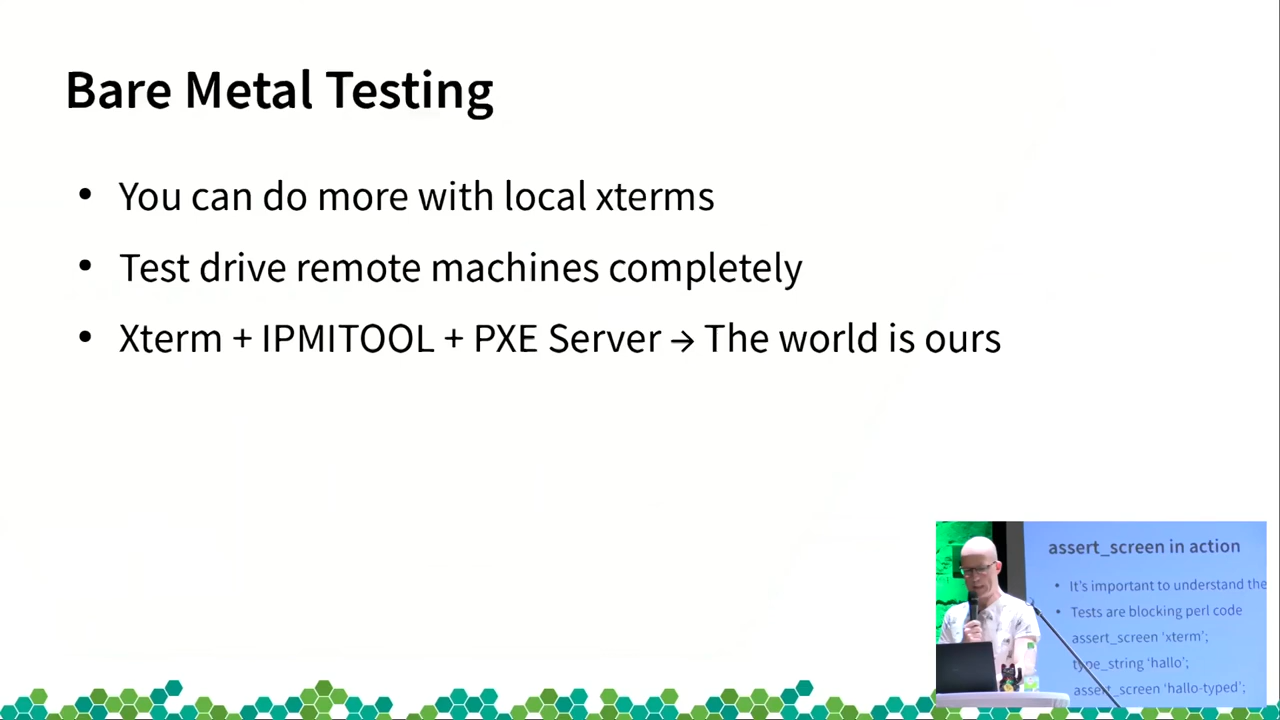 Bare Metal Testing
• You can do more with local xterms
• Test drive remote machines completely
• Xterm + IPMITOOL + PXE Server → The world is ours
assert_screen in action
• It's important to understand the
• Tests are blocking perl code
assert_screen ‘xterm’;
type_string ‘hallo’;
assert_screen ‘hallo-typed’;